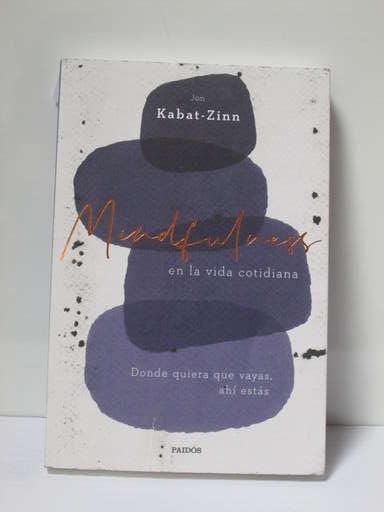 Jon
Kabat-Zinn
Mindfulness
en la vida cotidiana
Donde quiera que vayas,
ahí estás
PAIDÓS